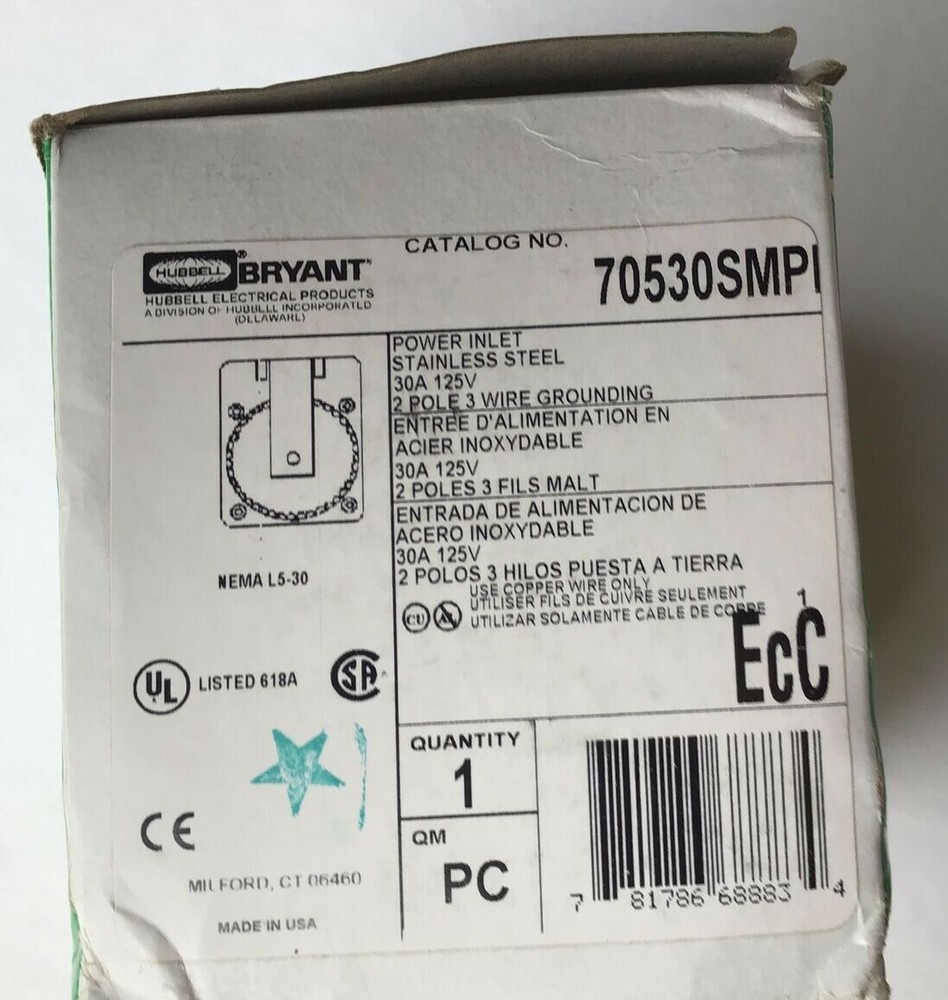 CATALOG NO.
HUBBELL® BRYANT®
70530SMPI
HUBBELL ELECTRICAL PRODUCTS
A DIVISION OF HUBBELL INCORPORATED
(DELAWARE)
POWER INLET
STAINLESS STEEL
30A 125V
2 POLE 3 WIRE GROUNDING
ENTREE D'ALIMENTATION EN
ACIER INOXYDABLE
30A 125V
2 POLES 3 FILS MALT
ENTRADA DE ALIMENTACION DE
ACERO INOXYDABLE
30A 125V
2 POLOS 3 HILOS PUESTA A TIERRA
NEMA L5-30
USE COPPER WIRE ONLY
UTILISER FILS DE CUIVRE SEULEMENT
CU UTILIZAR SOLAMENTE CABLE DE COBRE
1
EcC
UL LISTED 618A
SA
QUANTITY
1
QM
PC
CE
MILFORD, CT 06460
MADE IN USA
7 81786 68883 4